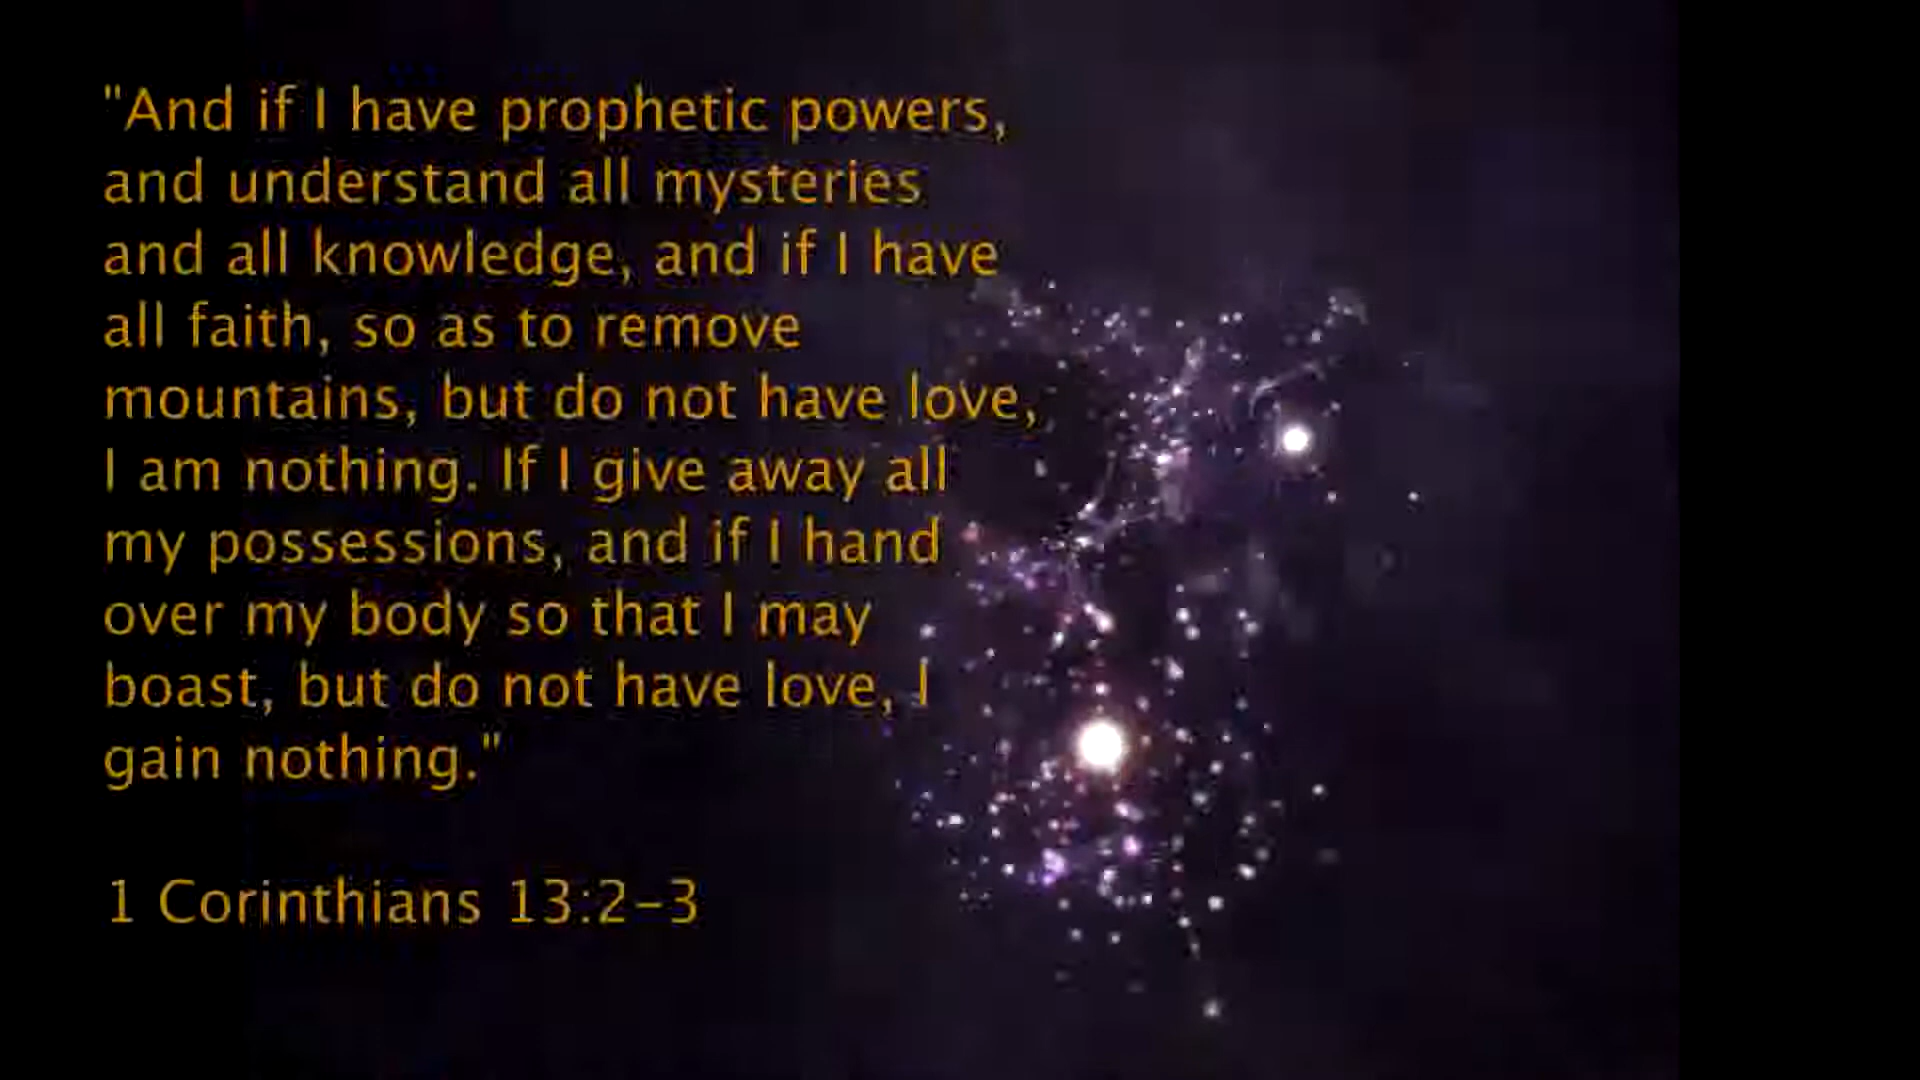 "And if I have prophetic powers,
and understand all mysteries
and all knowledge, and if I have
all faith, so as to remove
mountains, but do not have love,
I am nothing. If I give away all
my possessions, and if I hand
over my body so that I may
boast, but do not have love, I
gain nothing."
1 Corinthians 13:2-3